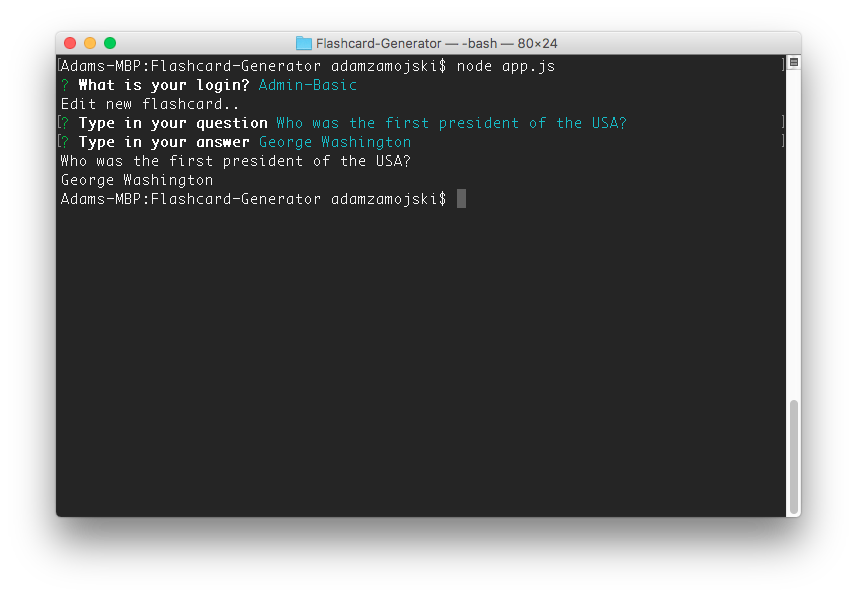 Flashcard-Generator — -bash — 80×24
[Adams-MBP:Flashcard-Generator adamzamojski$ node app.js ]
? What is your login? Admin-Basic
Edit new flashcard..
[? Type in your question Who was the first president of the USA? ]
[? Type in your answer George Washington ]
Who was the first president of the USA?
George Washington
Adams-MBP:Flashcard-Generator adamzamojski$